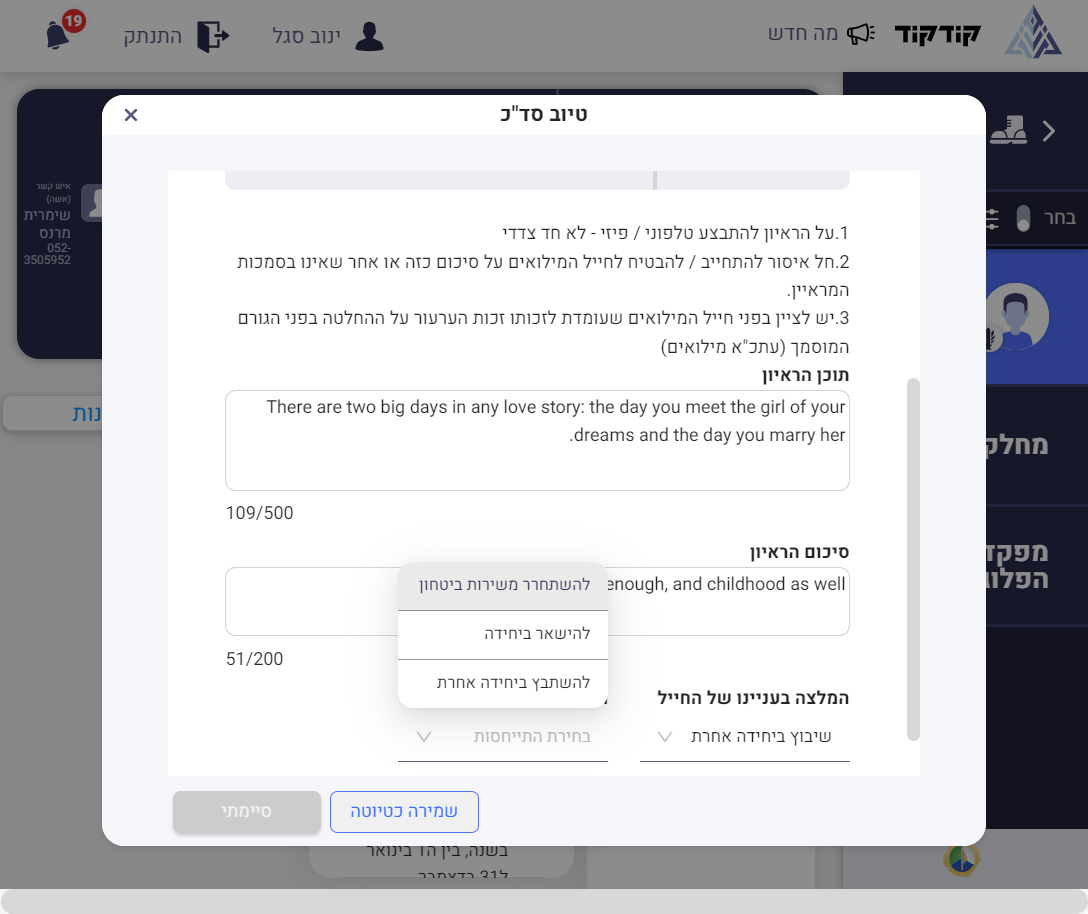 קודקוד
מה חדש
ינוב סגל
התנתק
19
טיוב סד"כ
בחר
איש קשר
(אשה)
שימרית
מרנס
052-
3505952
נות
מחלק
מפקד
הפלוג
1.על הראיון להתבצע טלפוני / פיזי - לא חד צדדי
2.חל איסור להתחייב / להבטיח לחייל המילואים על סיכום כזה או אחר שאינו בסמכות
המראיין.
3.יש לציין בפני חייל המילואים שעומדת לזכותו זכות הערעור על ההחלטה בפני הגורם
המוסמך (עתכ"א מילואים)
תוכן הראיון
There are two big days in any love story: the day you meet the girl of your
dreams and the day you marry her.
109/500
סיכום הראיון
enough, and childhood as well
51/200
להשתחרר משירות ביטחון
להישאר ביחידה
להשתבץ ביחידה אחרת
המלצה בעניינו של החייל
שיבוץ ביחידה אחרת
בחירת התייחסות
שמירה כטיוטה
סיימתי
בשנה, בין ה1 בינואר
ל31 בדצמבר